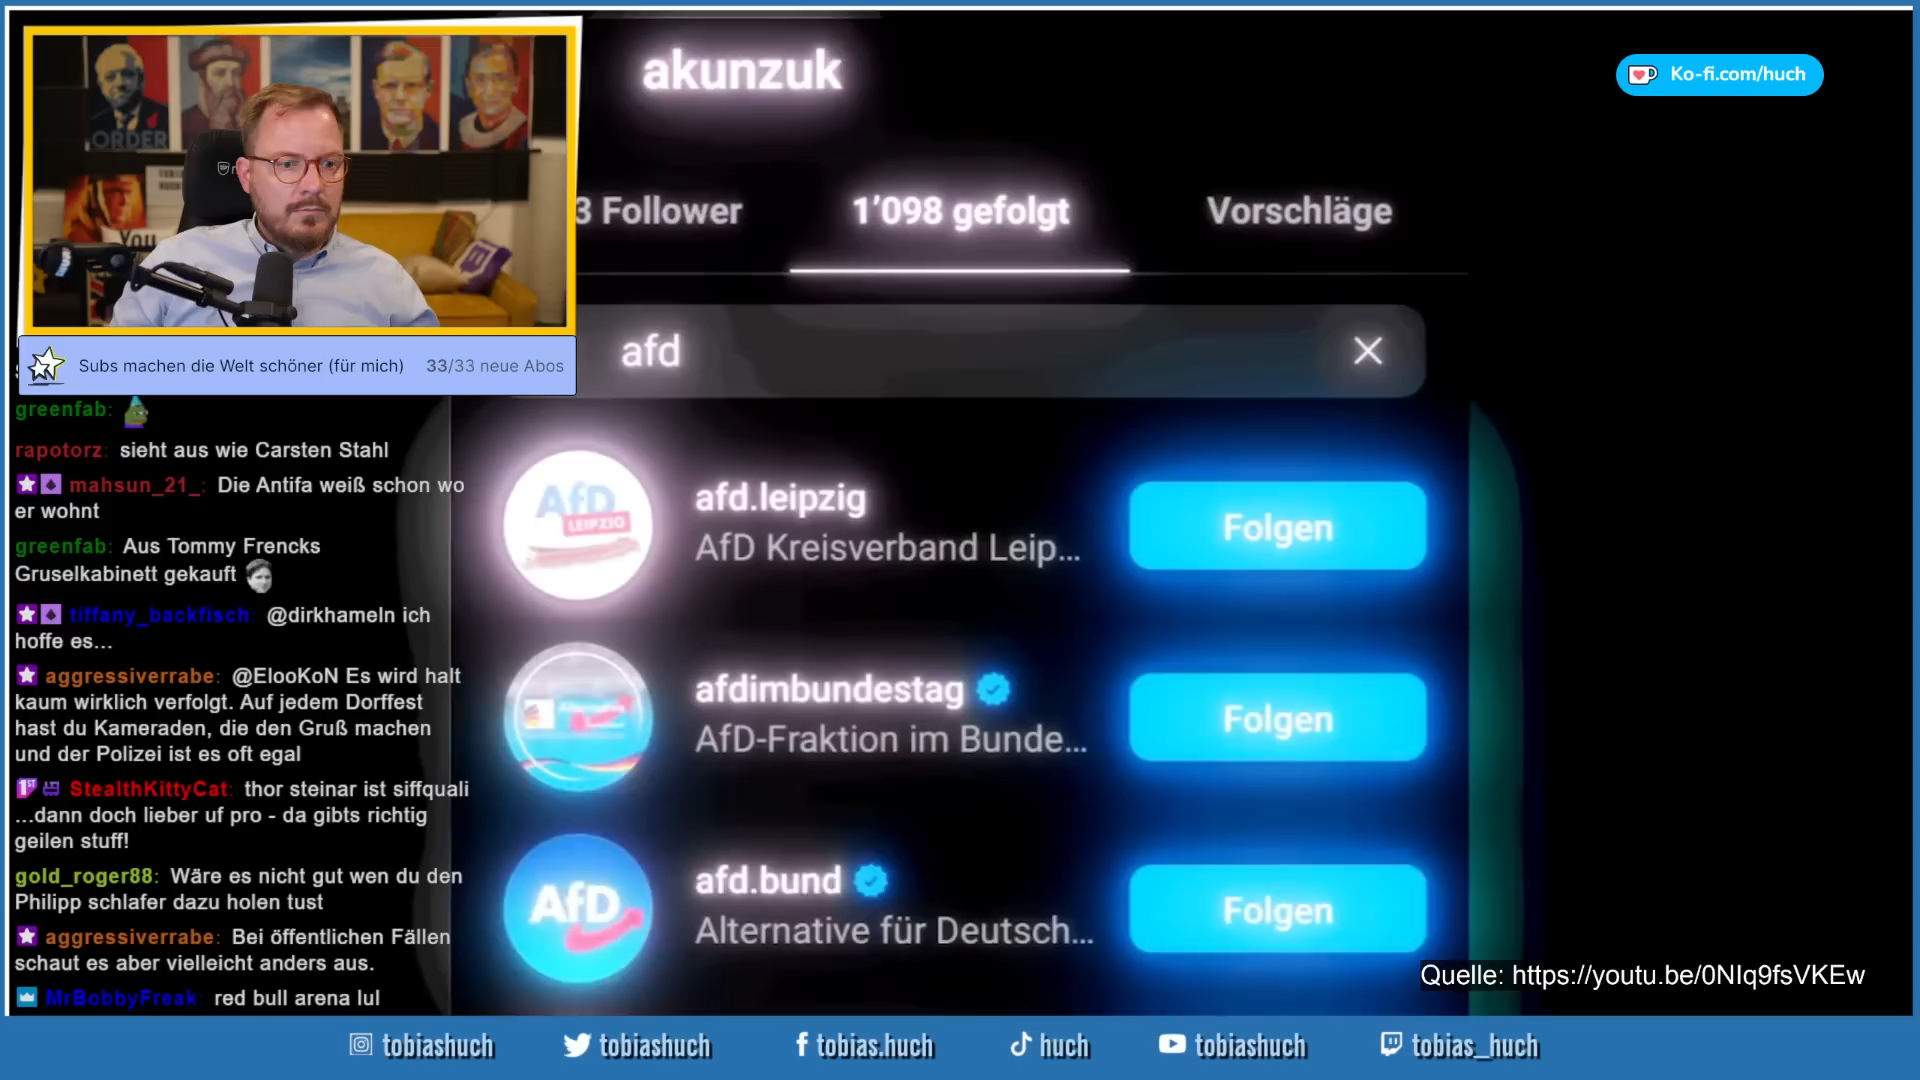 akunzuk
Ko-fi.com/huch
3 Follower
1’098 gefolgt
Vorschläge
afd
ORDER
You
Subs machen die Welt schöner (für mich) 33/33 neue Abos
greenfab:
rapotorz: sieht aus wie Carsten Stahl
mahsun_21_: Die Antifa weiß schon wo
er wohnt
greenfab: Aus Tommy Frencks
Gruselkabinett gekauft
tiffany_backfisch: @dirkhameln ich
hoffe es...
aggressiverrabe: @ElooKoN Es wird halt
kaum wirklich verfolgt. Auf jedem Dorffest
hast du Kameraden, die den Gruß machen
und der Polizei ist es oft egal
StealthKittyCat: thor steinar ist siffquali
...dann doch lieber uf pro - da gibts richtig
geilen stuff!
gold_roger88: Wäre es nicht gut wen du den
Philipp schlafer dazu holen tust
aggressiverrabe: Bei öffentlichen Fällen
schaut es aber vielleicht anders aus.
MrBobbyFreak: red bull arena lul
AfD
LEIPZIG
afd.leipzig
AfD Kreisverband Leip...
Folgen
afdimbundestag
AfD-Fraktion im Bunde...
Folgen
AfD
afd.bund
Alternative für Deutsch...
Folgen
Quelle: https://youtu.be/0NIq9fsVKEw
tobiashuch
tobiashuch
tobias.huch
huch
tobiashuch
tobias_huch